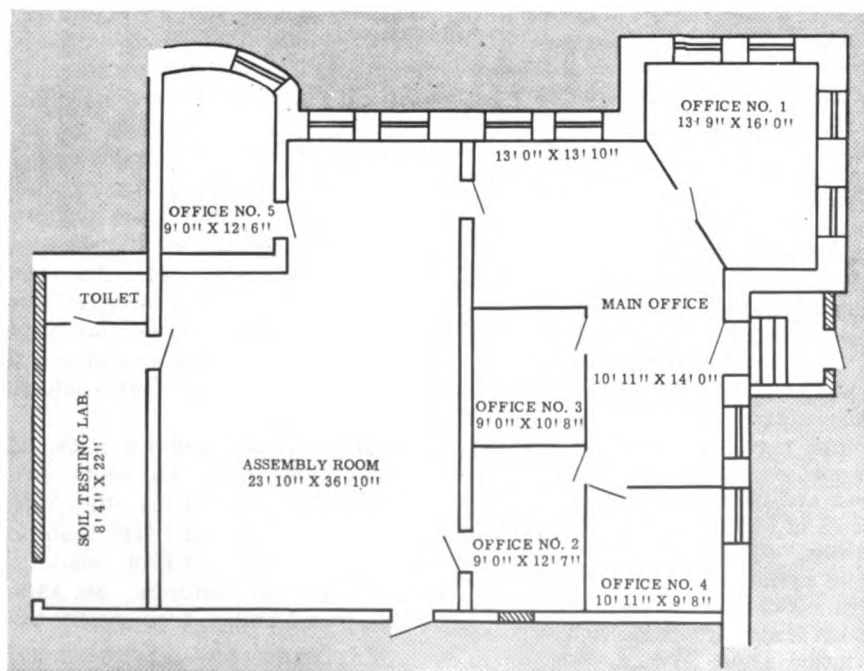 OFFICE NO. 1
13' 9" X 16' 0"
13' 0" X 13' 10"
OFFICE NO. 5
9' 0" X 12' 6"
TOILET
MAIN OFFICE
10' 11" X 14' 0"
OFFICE NO. 3
9' 0" X 10' 8"
SOIL TESTING LAB.
8' 4" X 22"
ASSEMBLY ROOM
23' 10" X 36' 10"
OFFICE NO. 2
9' 0" X 12' 7"
OFFICE NO. 4
10' 11" X 9' 8"